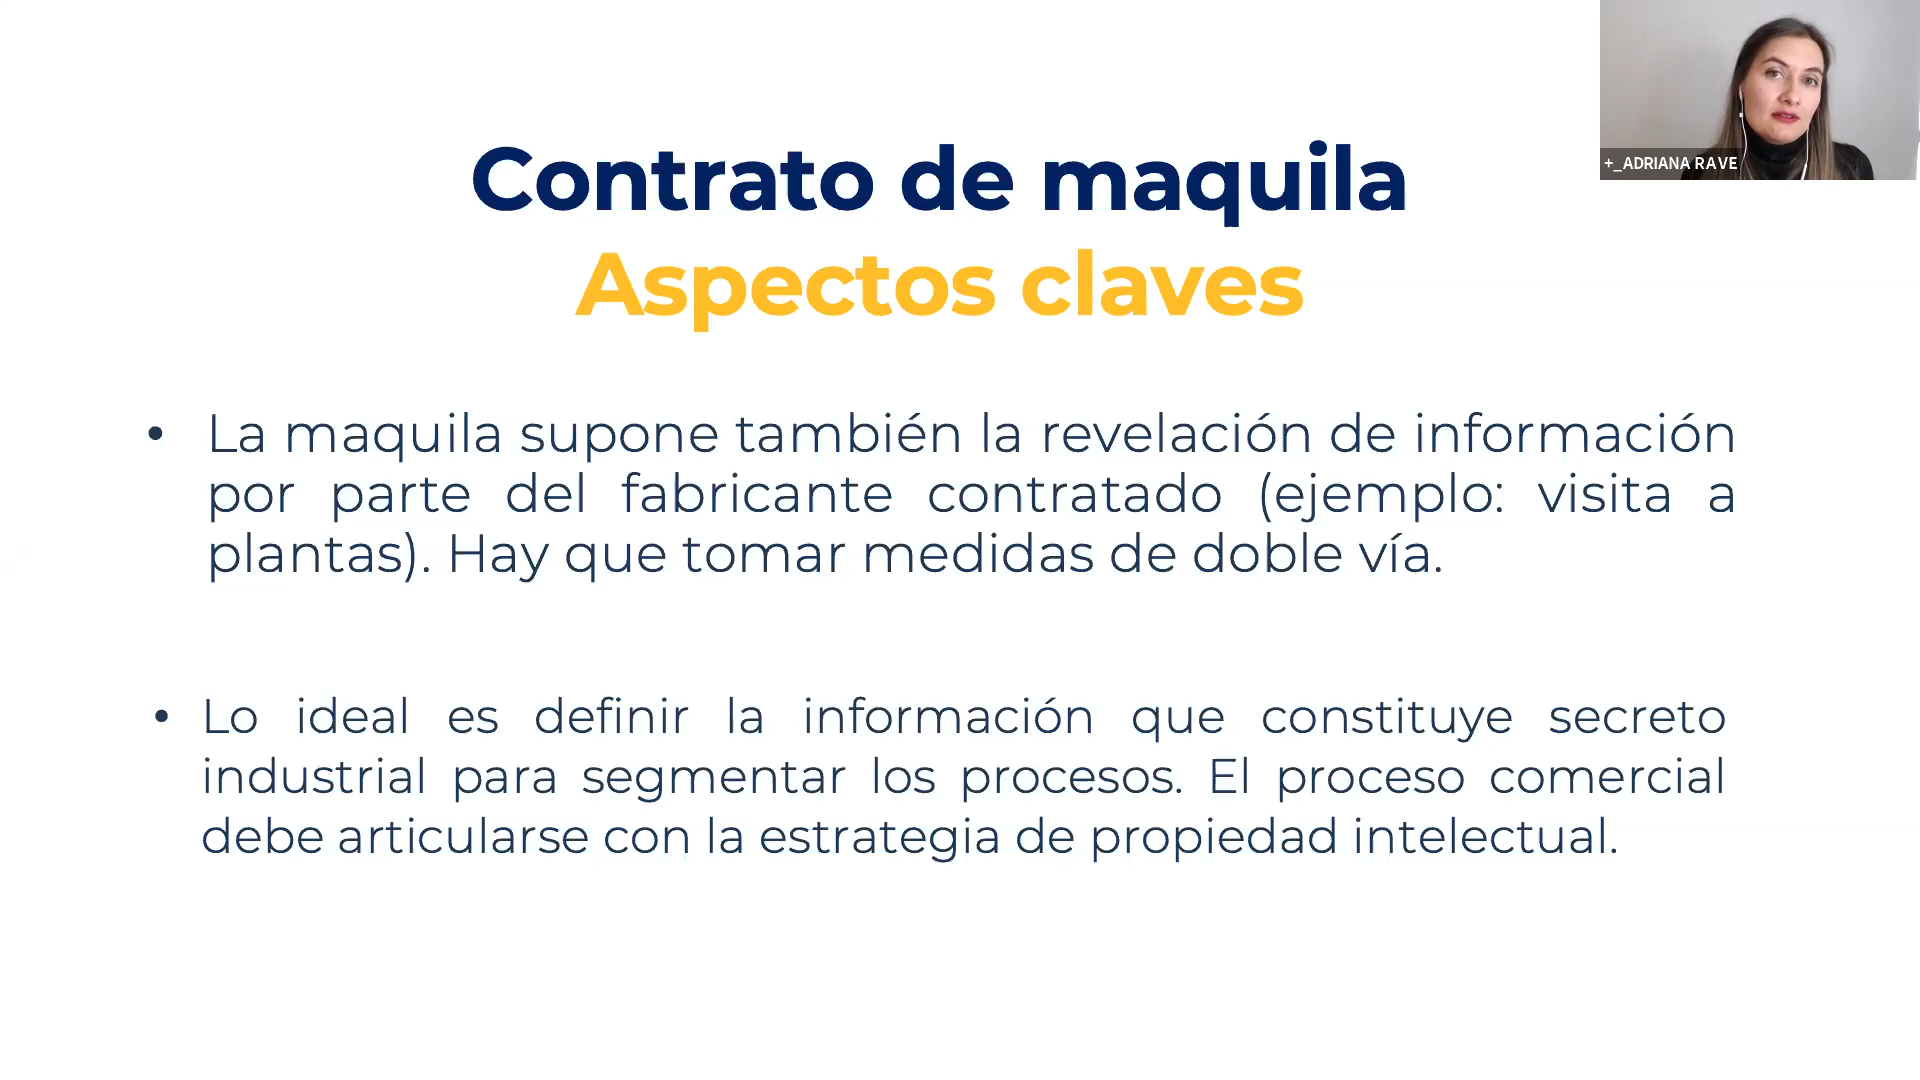 +_ADRIANA RAVE
Contrato de maquila
Aspectos claves
• La maquila supone también la revelación de información
por parte del fabricante contratado (ejemplo: visita a
plantas). Hay que tomar medidas de doble vía.
• Lo ideal es definir la información que constituye secreto
industrial para segmentar los procesos. El proceso comercial
debe articularse con la estrategia de propiedad intelectual.